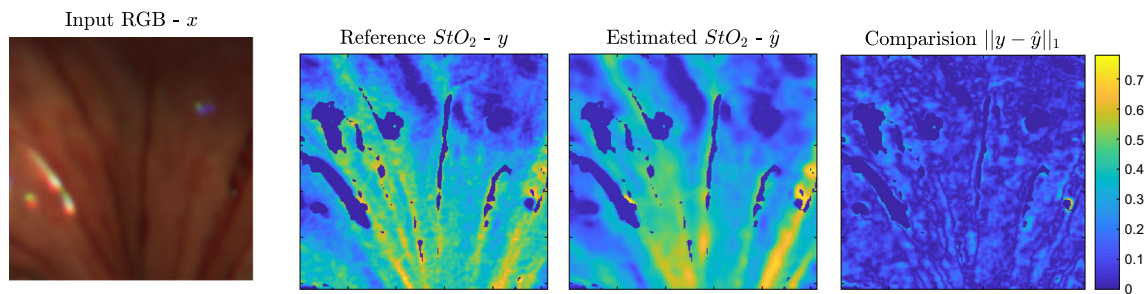 Input RGB - x
Reference StO₂ - y
Estimated StO₂ - ŷ
Comparision ||y − ŷ||₁
0.7
0.6
0.5
0.4
0.3
0.2
0.1
0